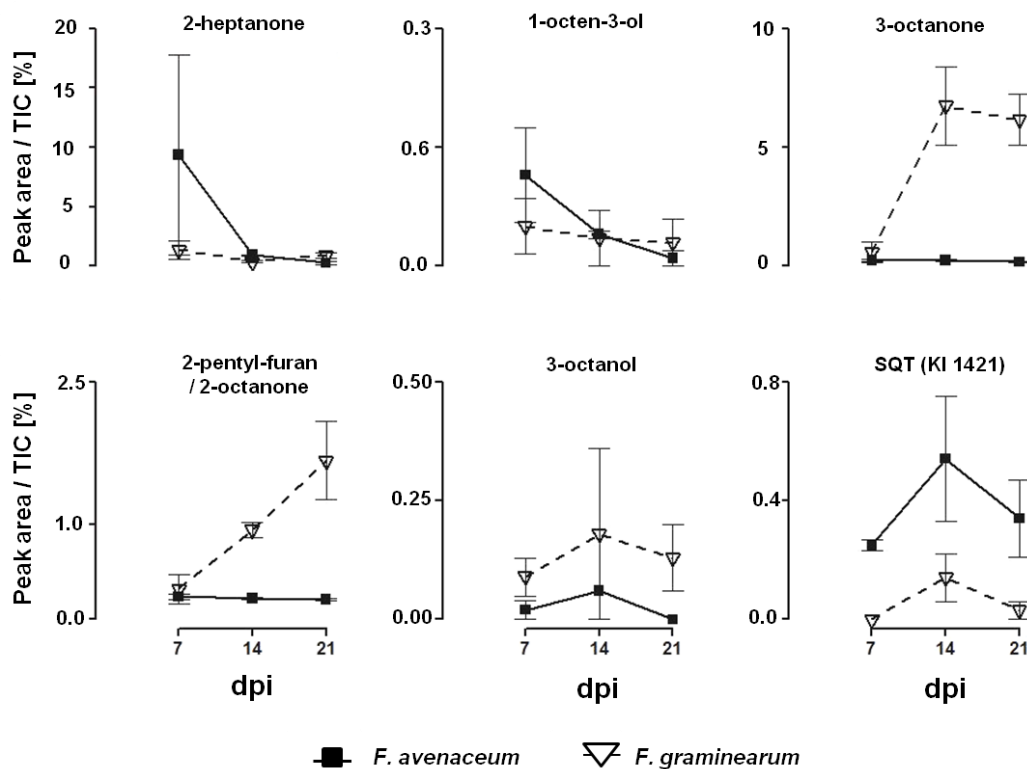 2-heptanone
1-octen-3-ol
3-octanone
Peak area / TIC [%]
20
15
10
5
0
0.3
0.6
0.0
10
5
0
2-pentyl-furan
/ 2-octanone
3-octanol
SQT (KI 1421)
Peak area / TIC [%]
2.5
1.0
0.0
0.50
0.25
0.00
0.8
0.4
0.0
7 14 21
7 14 21
7 14 21
dpi
dpi
dpi
F. avenaceum
F. graminearum